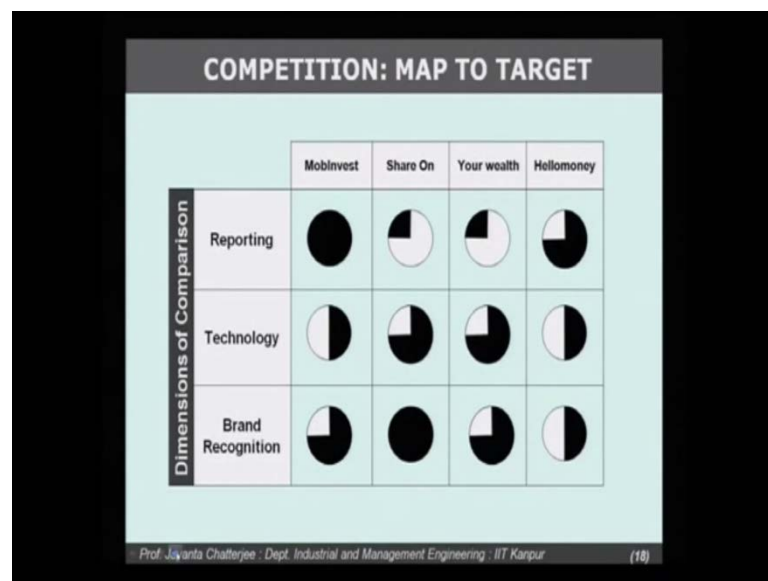 COMPETITION: MAP TO TARGET
MobInvest Share On Your wealth Hellomoney
Dimensions of Comparison
Reporting
Technology
Brand
Recognition
Prof. Jayanta Chatterjee : Dept. Industrial and Management Engineering : IIT Kanpur (18)